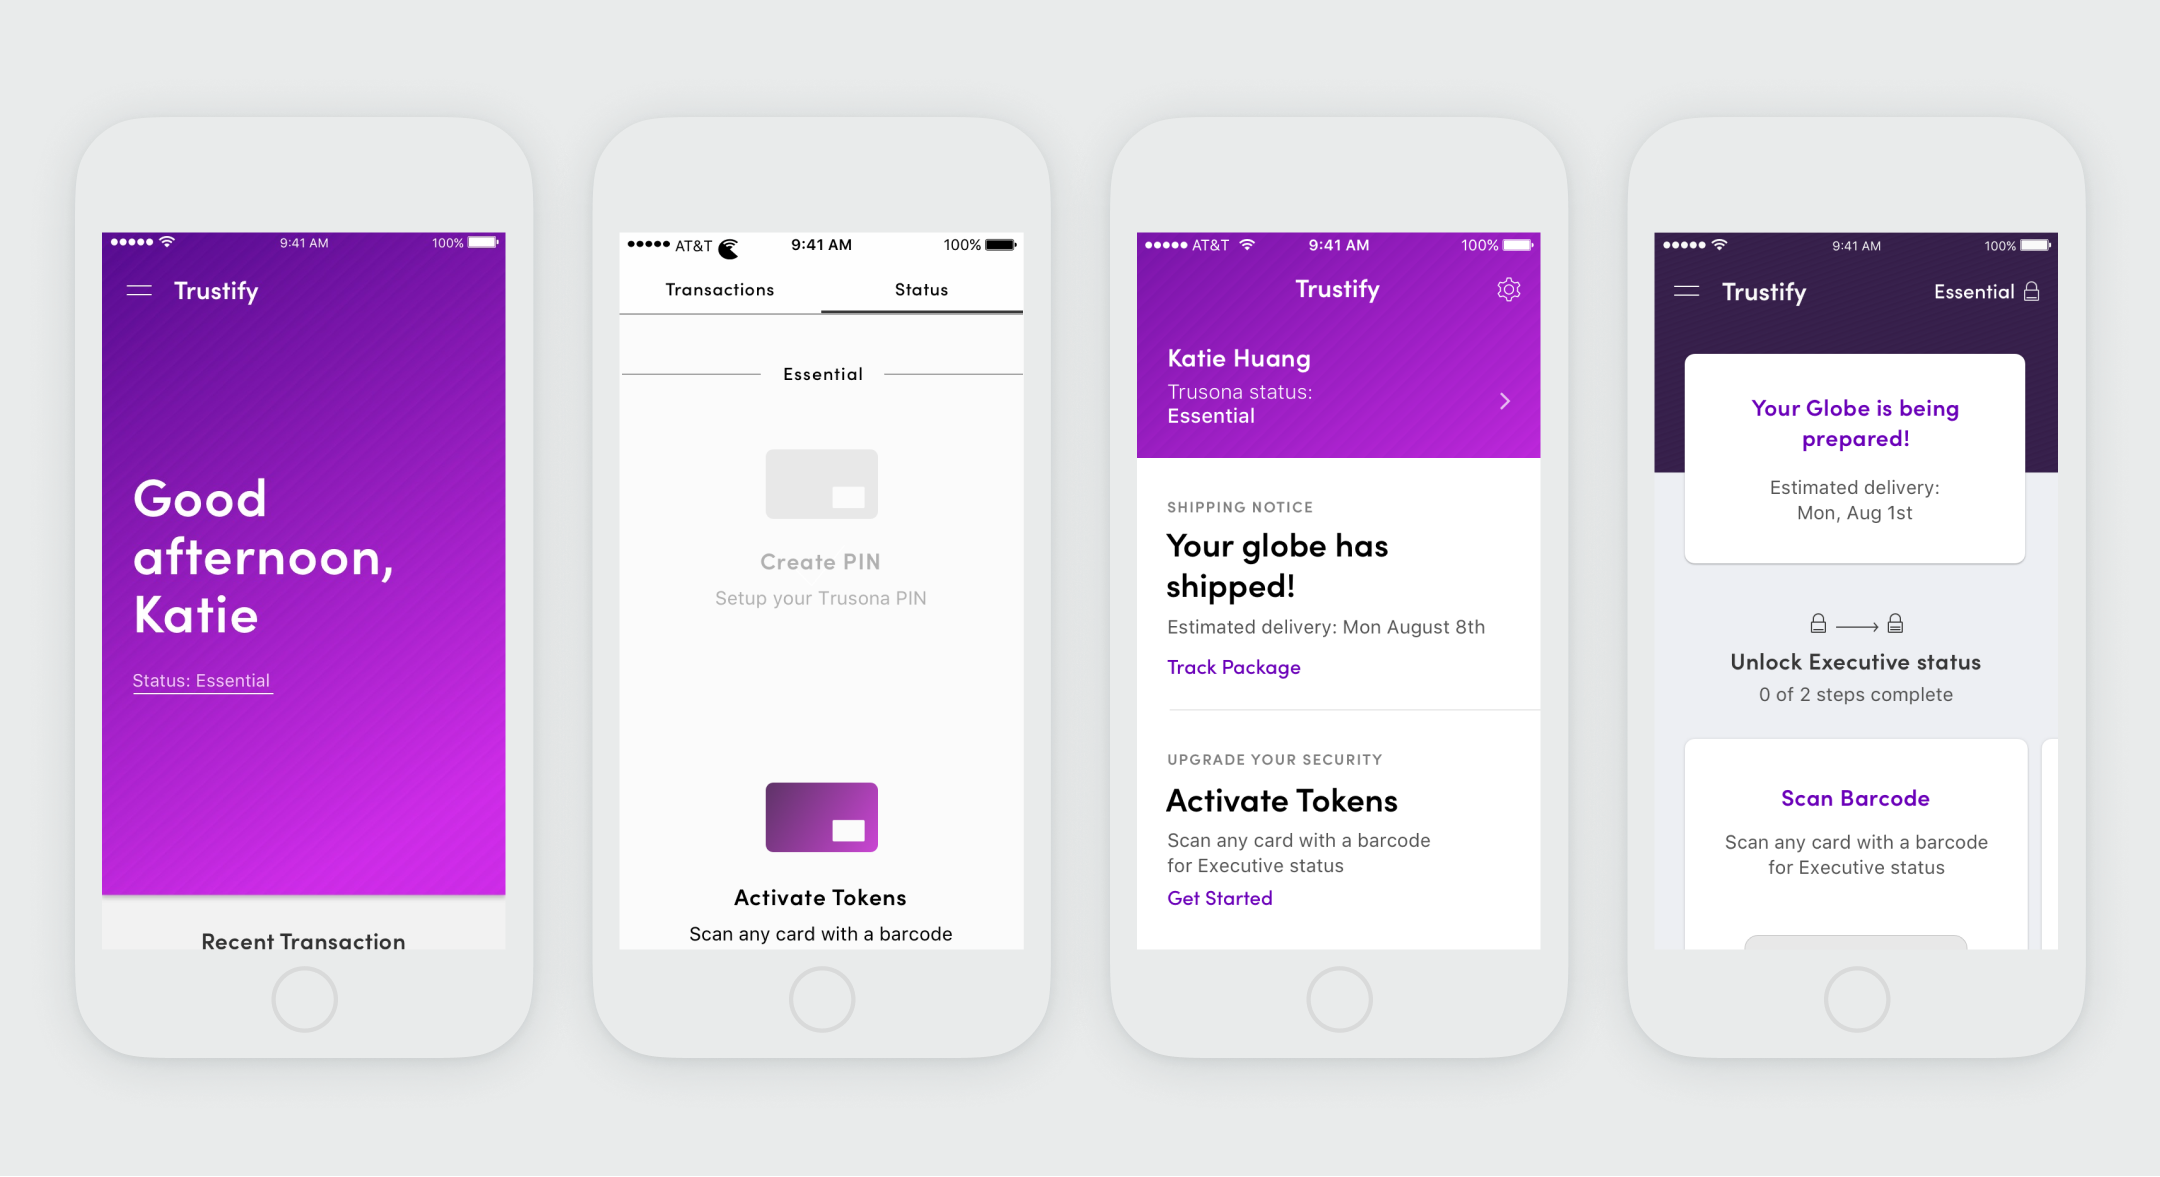 9:41 AM 100%
Trustify
Good
afternoon,
Katie
Status: Essential
Recent Transaction
AT&T 9:41 AM 100%
Transactions Status
Essential
Create PIN
Setup your Trusona PIN
Activate Tokens
Scan any card with a barcode
AT&T 9:41 AM 100%
Trustify
Katie Huang
Trusona status:
Essential
SHIPPING NOTICE
Your globe has
shipped!
Estimated delivery: Mon August 8th
Track Package
UPGRADE YOUR SECURITY
Activate Tokens
Scan any card with a barcode
for Executive status
Get Started
9:41 AM 100%
Trustify Essential
Your Globe is being
prepared!
Estimated delivery:
Mon, Aug 1st
Unlock Executive status
0 of 2 steps complete
Scan Barcode
Scan any card with a barcode
for Executive status